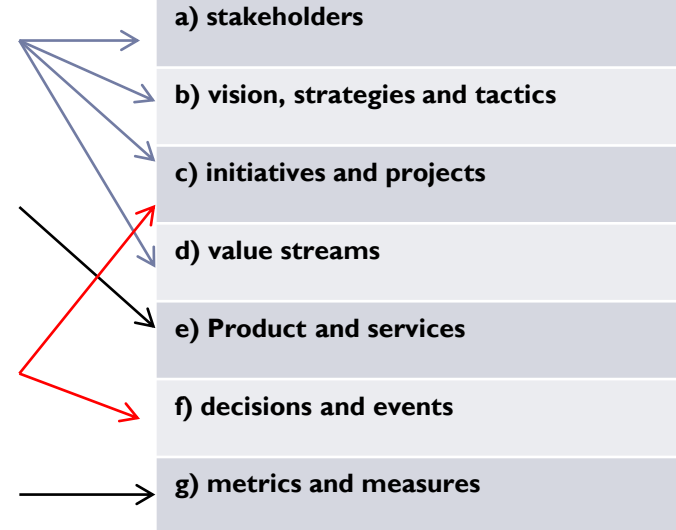 a) stakeholders
b) vision, strategies and tactics
c) initiatives and projects
d) value streams
e) Product and services
f) decisions and events
g) metrics and measures